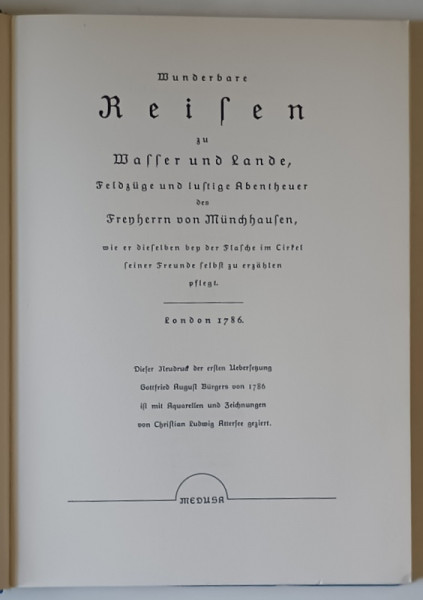 Wunderbare
Reiſen
zu
Waſſer und Lande,
Feldzüge und luſtige Abentheuer
des
Freyherrn von Münchhauſen,
wie er dieſelben bey der Flaſche im Cirkel
ſeiner Freunde ſelbſt zu erzählen
pflegt.
London 1786.
Dieſer Neudruck der erſten Ueberſetzung
Gottfried Auguſt Bürgers von 1786
iſt mit Aquarellen und Zeichnungen
von Chriſtian Ludwig Atterſee geziert.
MEDUSA